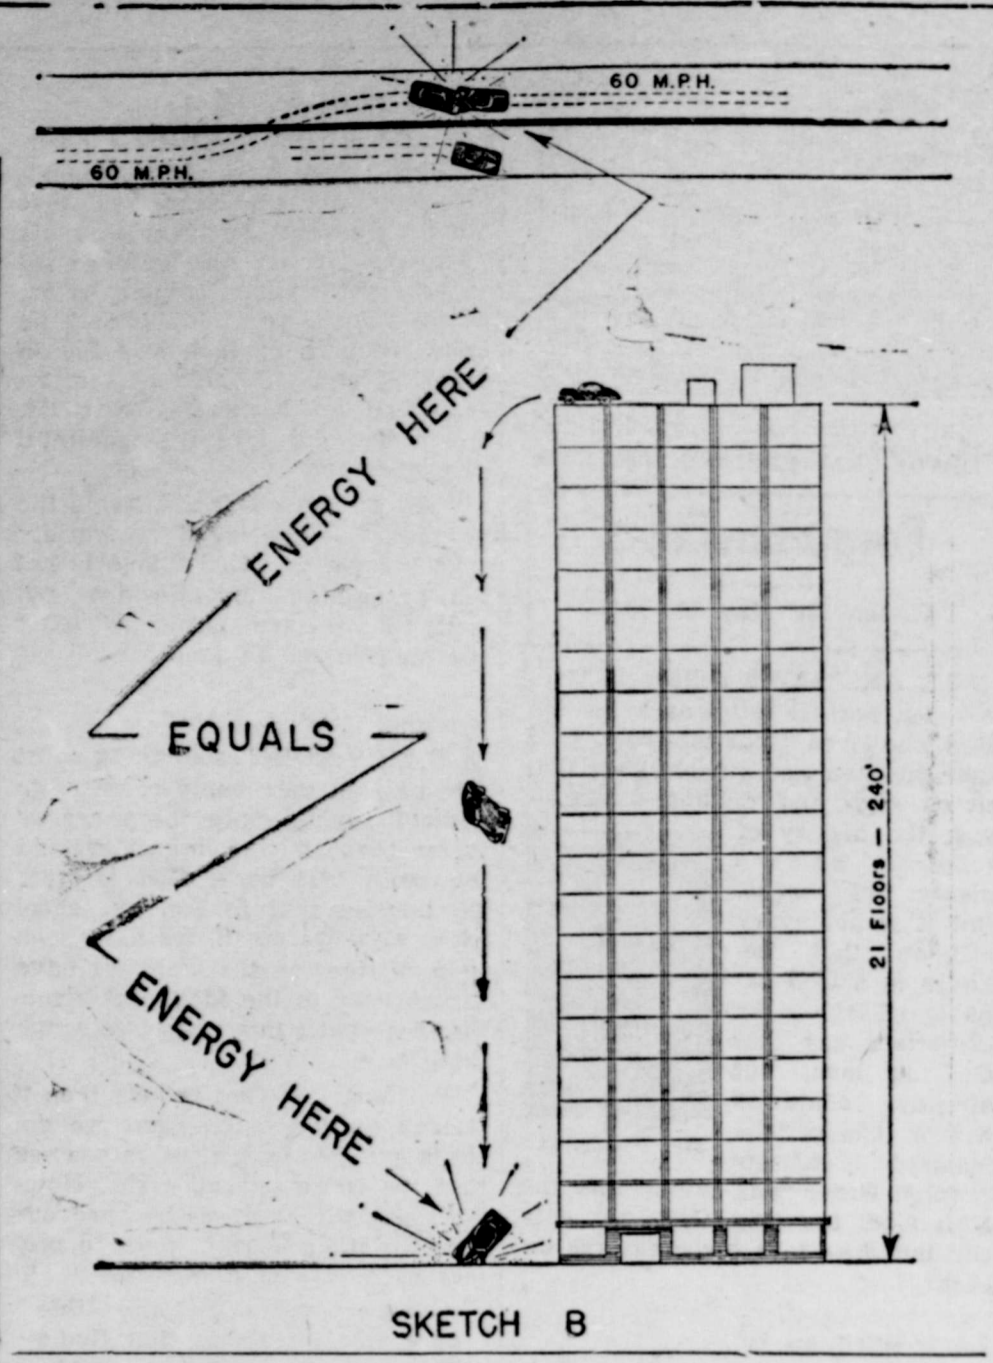 60 M.P.H.
60 M.P.H.
ENERGY HERE
EQUALS
ENERGY HERE
21 Floors — 240'
SKETCH B